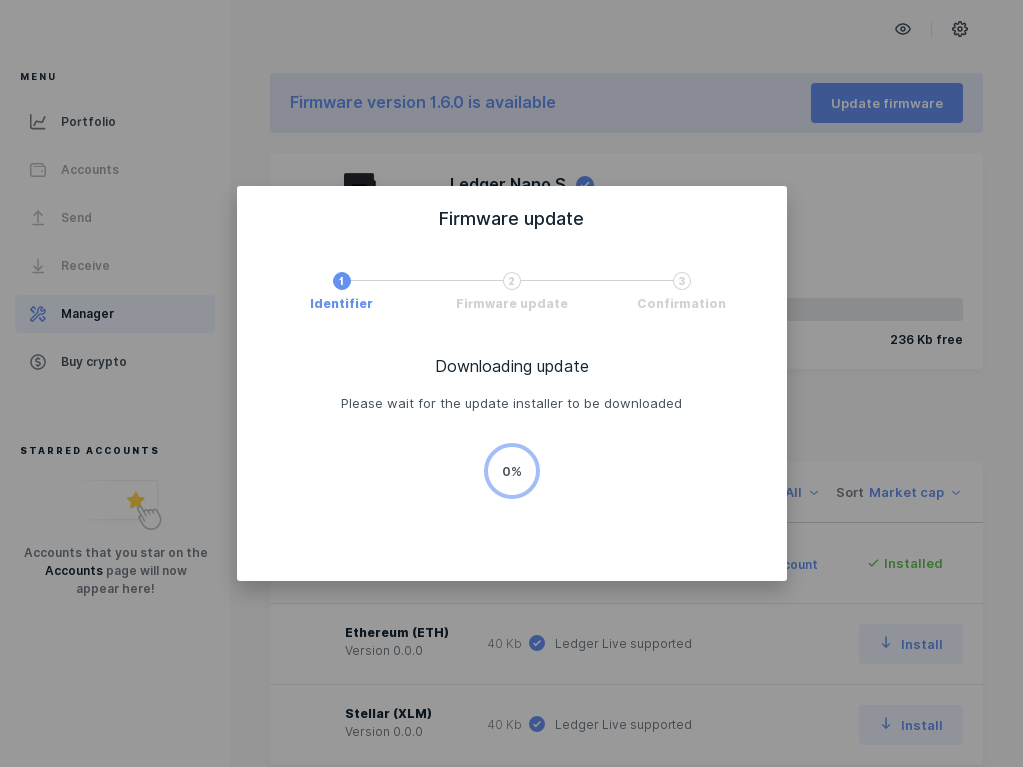 MENU
Portfolio
Accounts
Send
Receive
Manager
Buy crypto
STARRED ACCOUNTS
Accounts that you star on the
Accounts page will now
appear here!
Firmware version 1.6.0 is available
Update firmware
Ledger Nano S
236 Kb free
Firmware update
1
2
3
Identifier
Firmware update
Confirmation
Downloading update
Please wait for the update installer to be downloaded
0%
All
Sort Market cap
Installed
Ethereum (ETH)
Version 0.0.0
40 Kb
Ledger Live supported
Install
Stellar (XLM)
Version 0.0.0
40 Kb
Ledger Live supported
Install